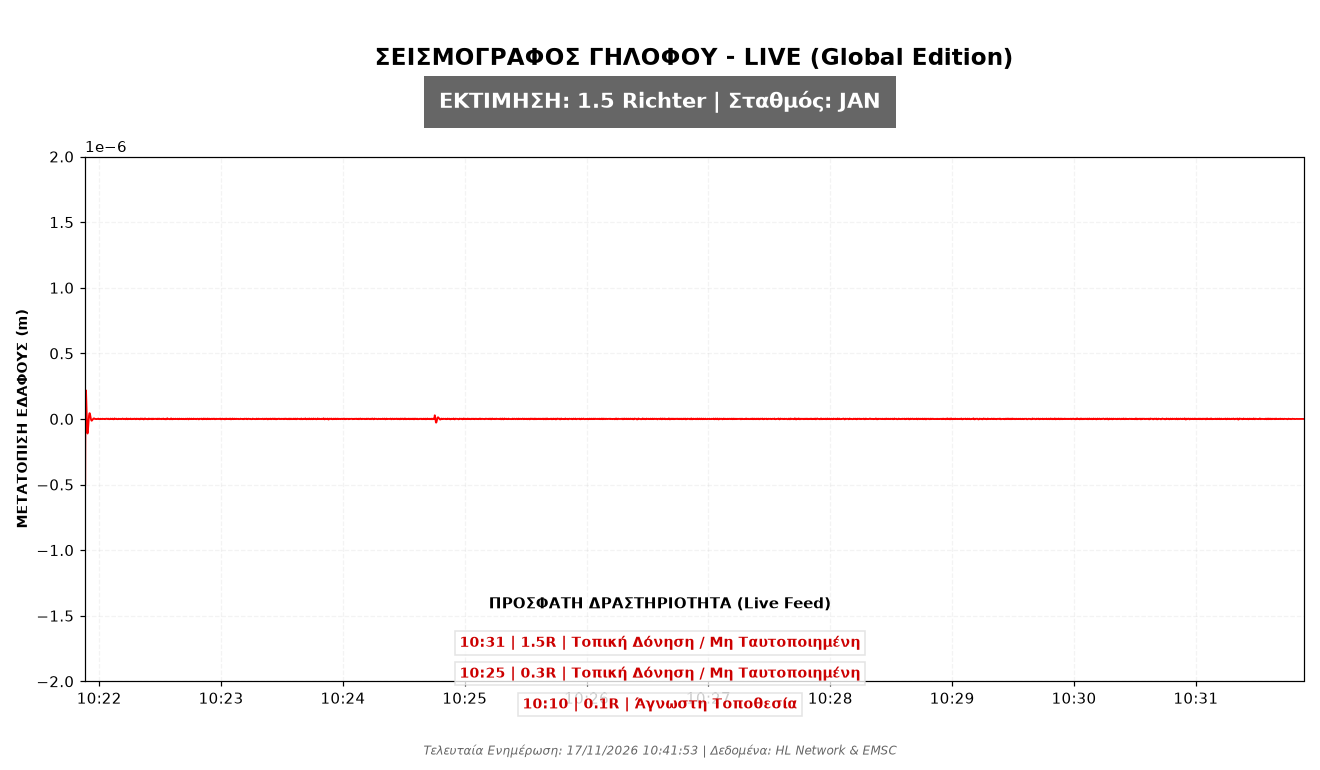 ΣΕΙΣΜΟΓΡΑΦΟΣ ΓΗΛΟΦΟΥ - LIVE (Global Edition)
ΕΚΤΙΜΗΣΗ: 1.5 Richter | Σταθμός: JAN
1e−6
2.0
1.5
1.0
0.5
0.0
−0.5
−1.0
−1.5
−2.0
ΜΕΤΑΤΟΠΙΣΗ ΕΔΑΦΟΥΣ (m)
ΠΡΟΣΦΑΤΗ ΔΡΑΣΤΗΡΙΟΤΗΤΑ (Live Feed)
10:31 | 1.5R | Τοπική Δόνηση / Μη Ταυτοποιημένη
10:25 | 0.3R | Τοπική Δόνηση / Μη Ταυτοποιημένη
10:10 | 0.1R | Άγνωστη Τοποθεσία
10:22 10:23 10:24 10:25 10:26 10:27 10:28 10:29 10:30 10:31
Τελευταία Ενημέρωση: 17/11/2026 10:41:53 | Δεδομένα: HL Network & EMSC